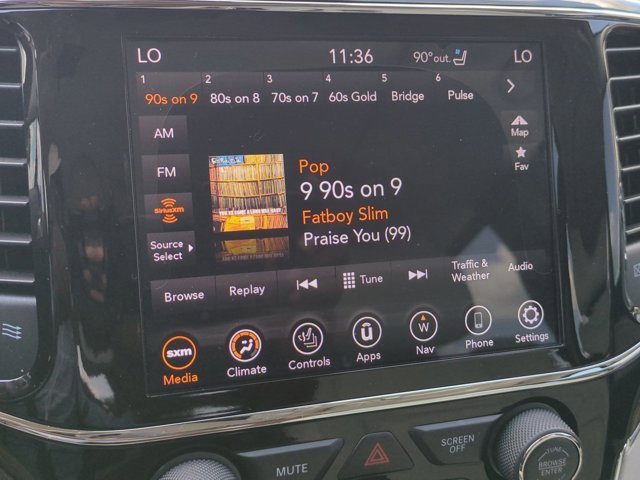 LO 11:36 90°out. LO
1 2 3 4 5 6
90s on 9 80s on 8 70s on 7 60s Gold Bridge Pulse
AM
Map
FM
Fav
Pop
9 90s on 9
SiriusXM
Fatboy Slim
Praise You (99)
Source
Select
Browse Replay Tune
Traffic &
Weather
Audio
sxm
Media
Climate
Controls
Apps
W
Nav
Phone
Settings
MUTE
SCREEN
OFF
TUNE
BROWSE
ENTER